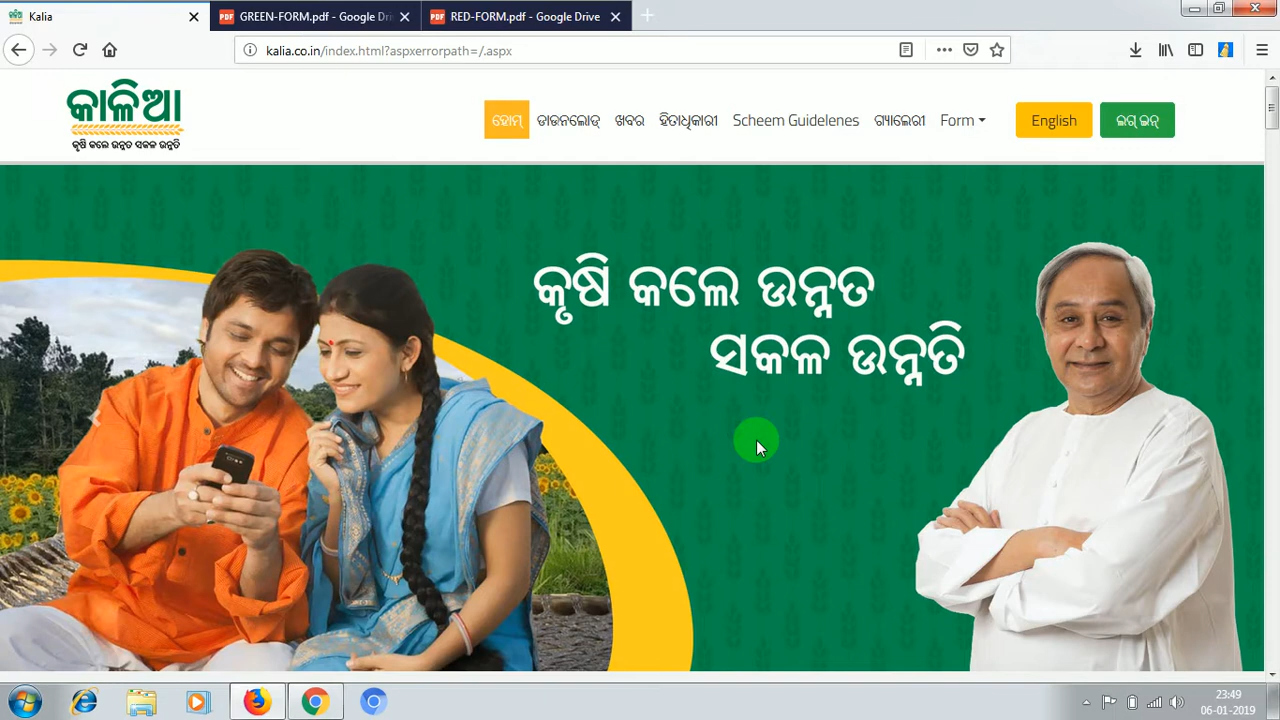 Kalia
GREEN-FORM.pdf - Google Dri
RED-FORM.pdf - Google Drive
kalia.co.in/index.html?aspxerrorpath=/.aspx
କାଳିଆ
କୃଷି କଲେ ଉନ୍ନତ ସକଳ ଉନ୍ନତି
ହୋମ୍ ଡାଉନଲୋଡ୍ ଖବର ହିତାଧିକାରୀ Scheem Guidelenes ଗ୍ୟାଲେରୀ Form English ଲଗ୍ ଇନ୍
କୃଷି କଲେ ଉନ୍ନତ
ସକଳ ଉନ୍ନତି
23:49
06-01-2019